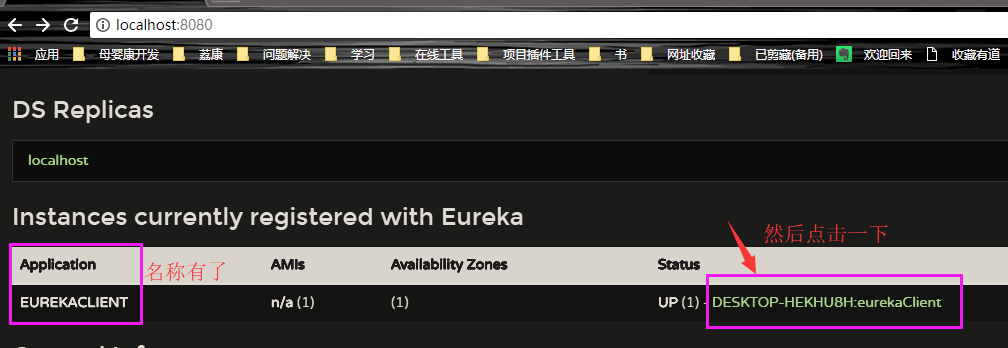 localhost:8080
应用 母婴康开发 荔康 问题解决 学习 在线工具 项目插件工具 书 网址收藏 已剪藏(备用) 欢迎回来 收藏有道
DS Replicas
localhost
Instances currently registered with Eureka
然后点击一下
Application AMIs Availability Zones Status
名称有了
EUREKACLIENT n/a (1) (1) UP (1) - DESKTOP-HEKHU8H:eurekaClient